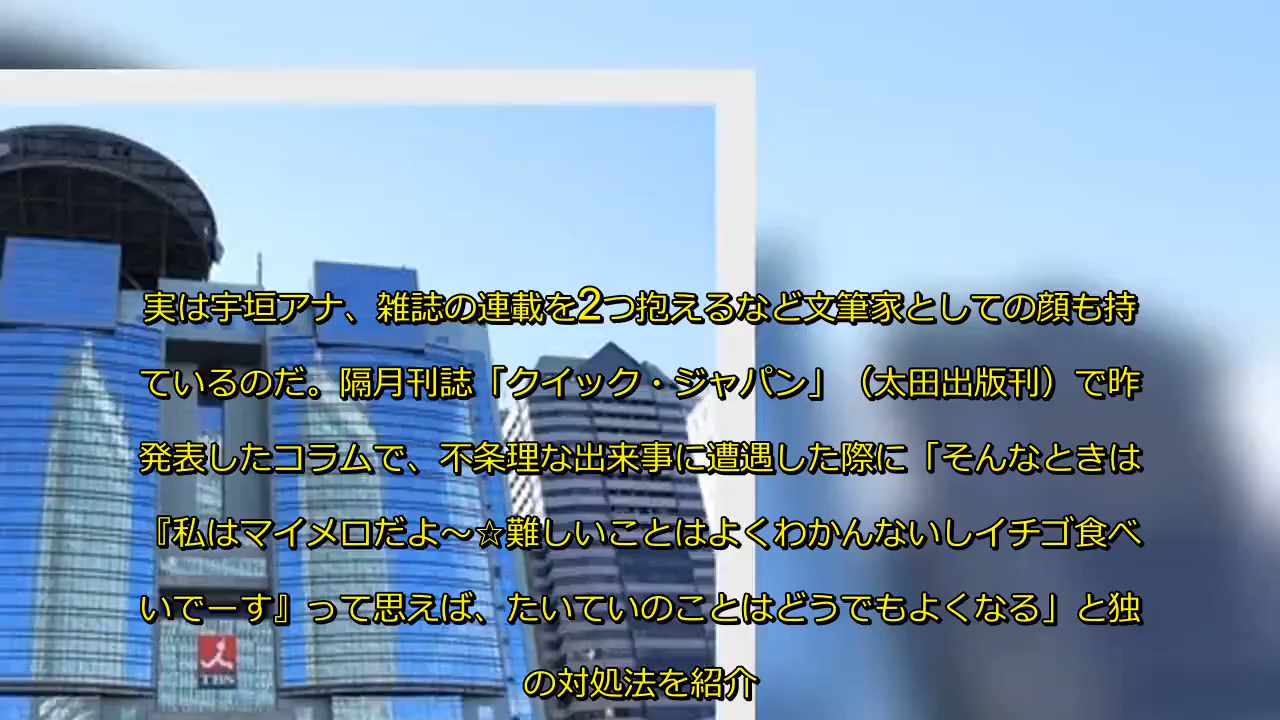 実は宇垣アナ、雑誌の連載を2つ抱えるなど文筆家としての顔も持
ているのだ。隔月刊誌「クイック・ジャパン」（太田出版刊）で昨
発表したコラムで、不条理な出来事に遭遇した際に「そんなときは
『私はマイメロだよ〜☆難しいことはよくわかんないしイチゴ食べ
いでーす』って思えば、たいていのことはどうでもよくなる」と独
の対処法を紹介
TBS